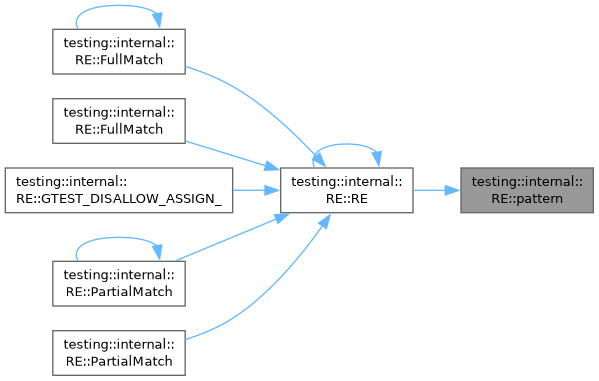 testing::internal::
RE::FullMatch
testing::internal::
RE::FullMatch
testing::internal::
RE::GTEST_DISALLOW_ASSIGN_
testing::internal::
RE::PartialMatch
testing::internal::
RE::PartialMatch
testing::internal::
RE::RE
testing::internal::
RE::pattern